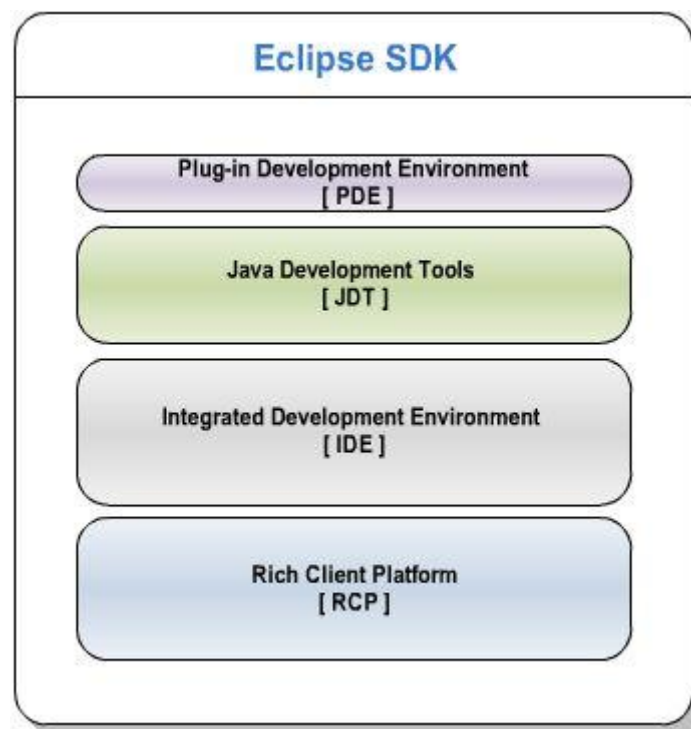 Eclipse SDK
Plug-in Development Environment
[ PDE ]
Java Development Tools
[ JDT ]
Integrated Development Environment
[ IDE ]
Rich Client Platform
[ RCP ]